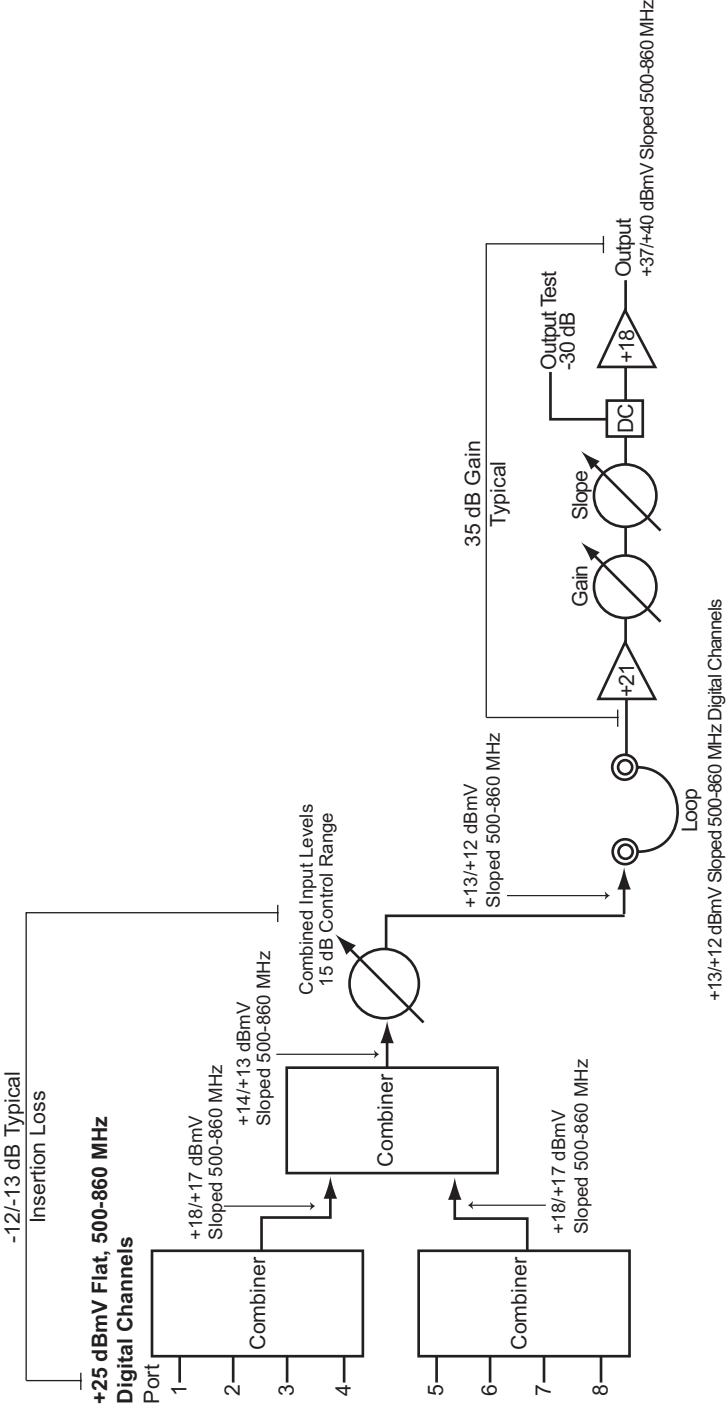 -12/-13 dB Typical
Insertion Loss
+25 dBmV Flat, 500-860 MHz
Digital Channels
Port
1
2
3
4
5
6
7
8
Combiner
Combiner
+18/+17 dBmV
Sloped 500-860 MHz
+18/+17 dBmV
Sloped 500-860 MHz
Combiner
+14/+13 dBmV
Sloped 500-860 MHz
Combined Input Levels
15 dB Control Range
+13/+12 dBmV
Sloped 500-860 MHz
Loop
+13/+12 dBmV Sloped 500-860 MHz Digital Channels
35 dB Gain
Typical
+21
Gain
Slope
DC
Output Test
-30 dB
+18
Output
+37/+40 dBmV Sloped 500-860 MHz